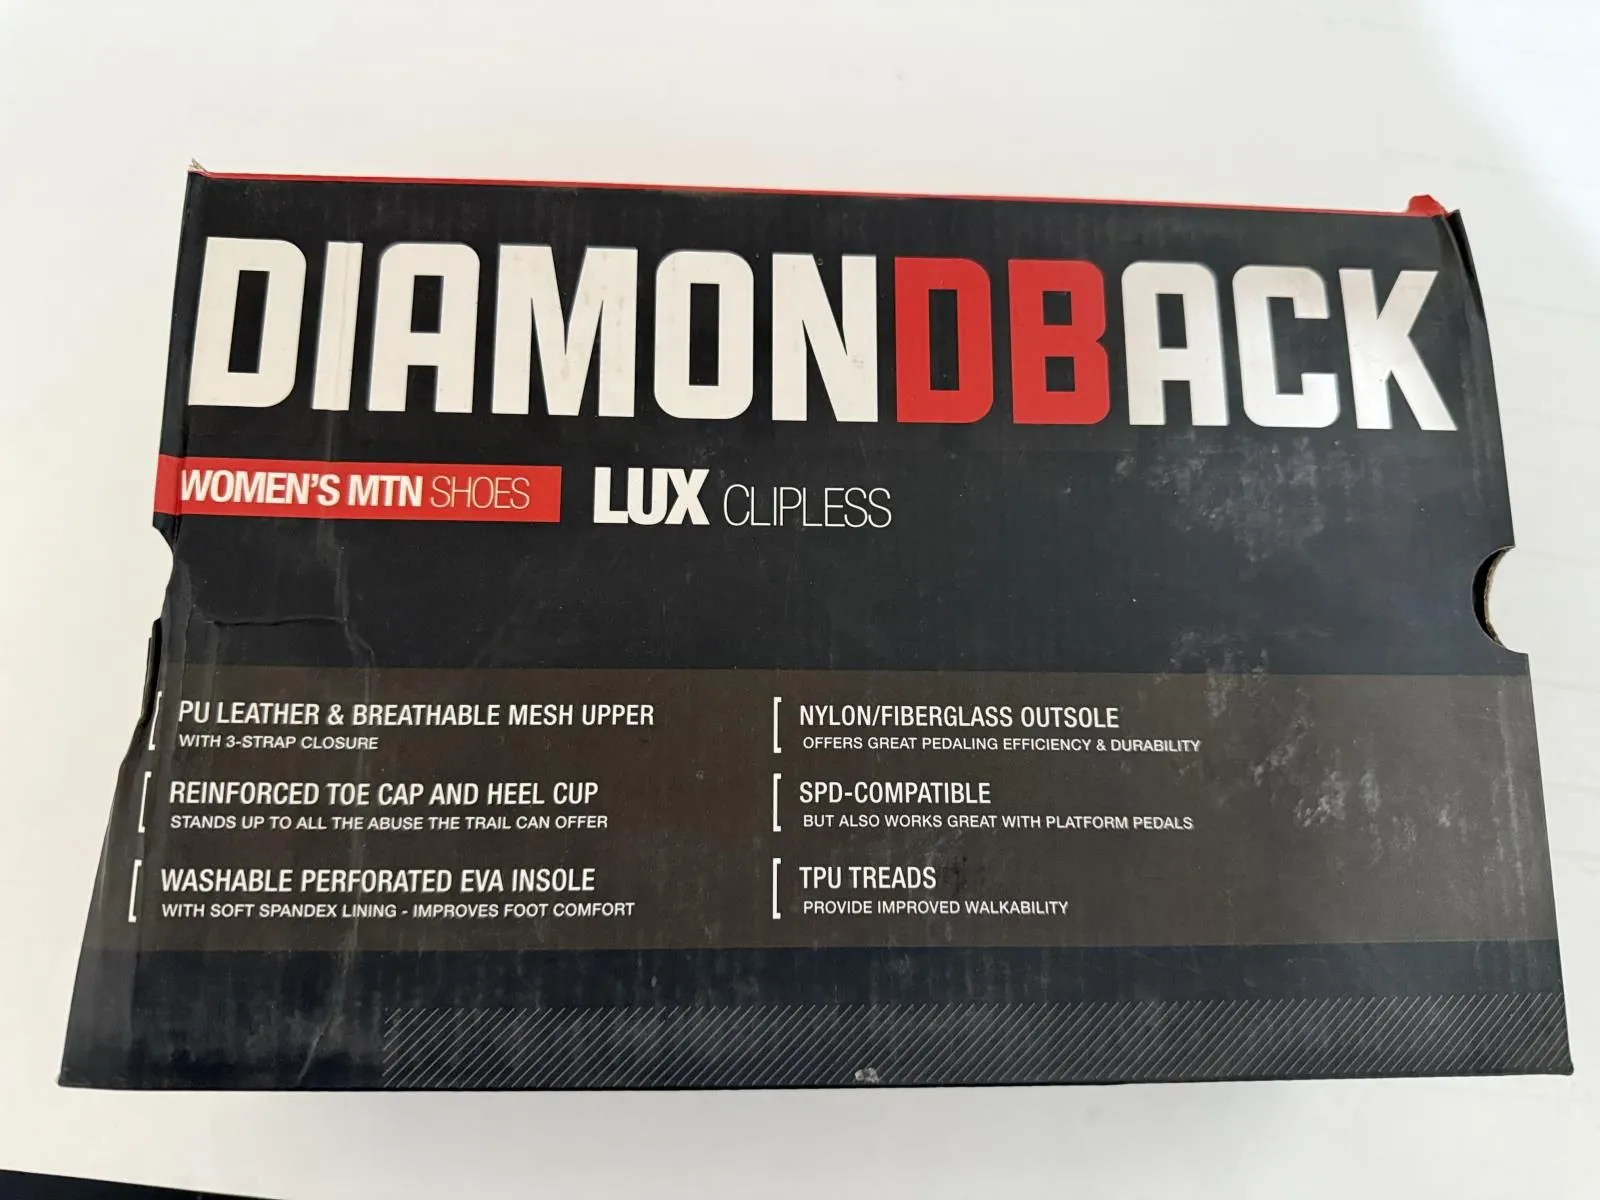 DIAMONDBACK
WOMEN'S MTN SHOES LUX CLIPLESS
PU LEATHER & BREATHABLE MESH UPPER
WITH 3-STRAP CLOSURE
REINFORCED TOE CAP AND HEEL CUP
STANDS UP TO ALL THE ABUSE THE TRAIL CAN OFFER
WASHABLE PERFORATED EVA INSOLE
WITH SOFT SPANDEX LINING - IMPROVES FOOT COMFORT
NYLON/FIBERGLASS OUTSOLE
OFFERS GREAT PEDALING EFFICIENCY & DURABILITY
SPD-COMPATIBLE
BUT ALSO WORKS GREAT WITH PLATFORM PEDALS
TPU TREADS
PROVIDE IMPROVED WALKABILITY